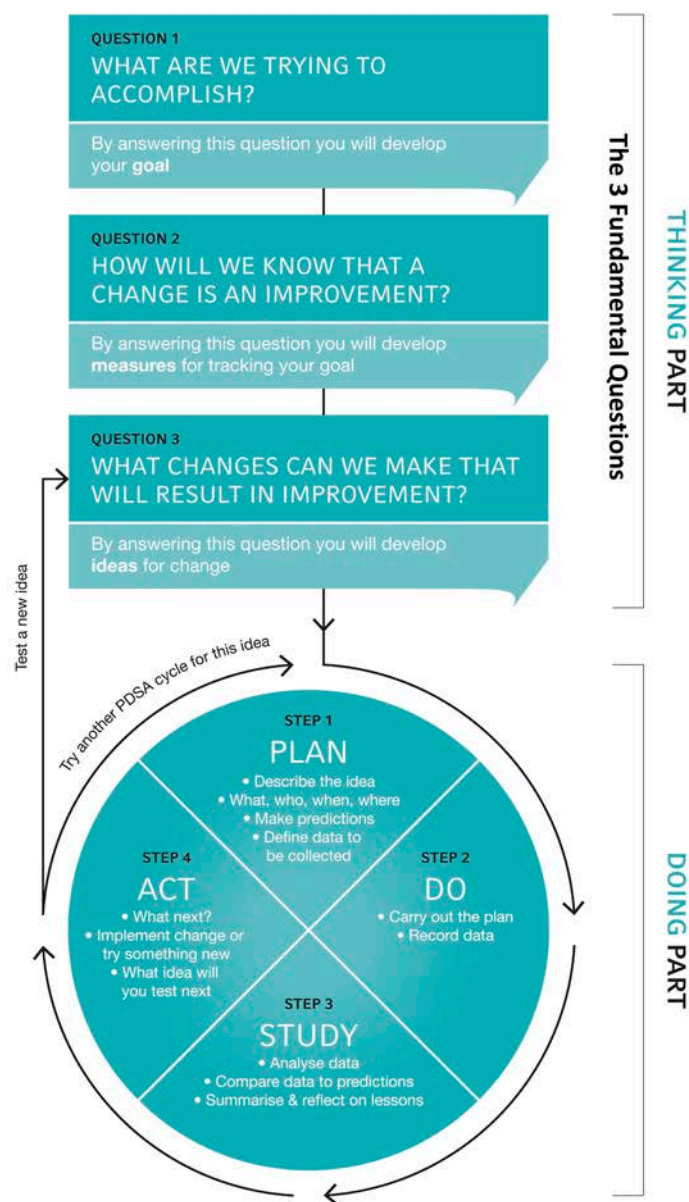 QUESTION 1
WHAT ARE WE TRYING TO
ACCOMPLISH?
By answering this question you will develop
your goal
QUESTION 2
HOW WILL WE KNOW THAT A
CHANGE IS AN IMPROVEMENT?
By answering this question you will develop
measures for tracking your goal
QUESTION 3
WHAT CHANGES CAN WE MAKE THAT
WILL RESULT IN IMPROVEMENT?
By answering this question you will develop
ideas for change
The 3 Fundamental Questions
THINKING PART
Test a new idea
Try another PDSA cycle for this idea
STEP 1
PLAN
• Describe the idea
• What, who, when, where
• Make predictions
• Define data to
be collected
STEP 2
DO
• Carry out the plan
• Record data
STEP 3
STUDY
• Analyse data
• Compare data to predictions
• Summarise & reflect on lessons
STEP 4
ACT
• What next?
• Implement change or
try something new
• What idea will
you test next
DOING PART